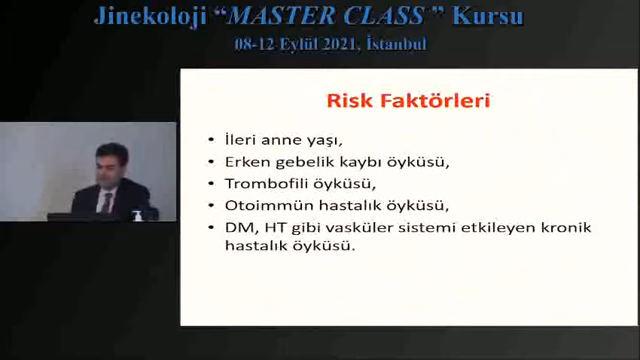 Jinekoloji “MASTER CLASS ” Kursu
08-12 Eylül 2021, İstanbul
Risk Faktörleri
• İleri anne yaşı,
• Erken gebelik kaybı öyküsü,
• Trombofili öyküsü,
• Otoimmün hastalık öyküsü,
• DM, HT gibi vasküler sistemi etkileyen kronik
hastalık öyküsü.